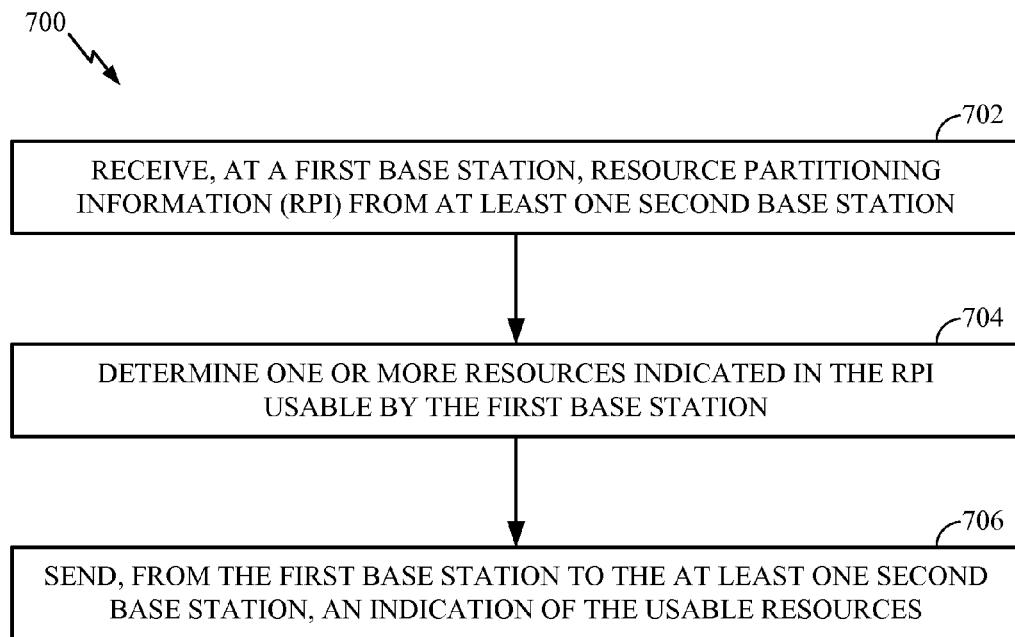 700
702
RECEIVE, AT A FIRST BASE STATION, RESOURCE PARTITIONING
INFORMATION (RPI) FROM AT LEAST ONE SECOND BASE STATION
704
DETERMINE ONE OR MORE RESOURCES INDICATED IN THE RPI
USABLE BY THE FIRST BASE STATION
706
SEND, FROM THE FIRST BASE STATION TO THE AT LEAST ONE SECOND
BASE STATION, AN INDICATION OF THE USABLE RESOURCES